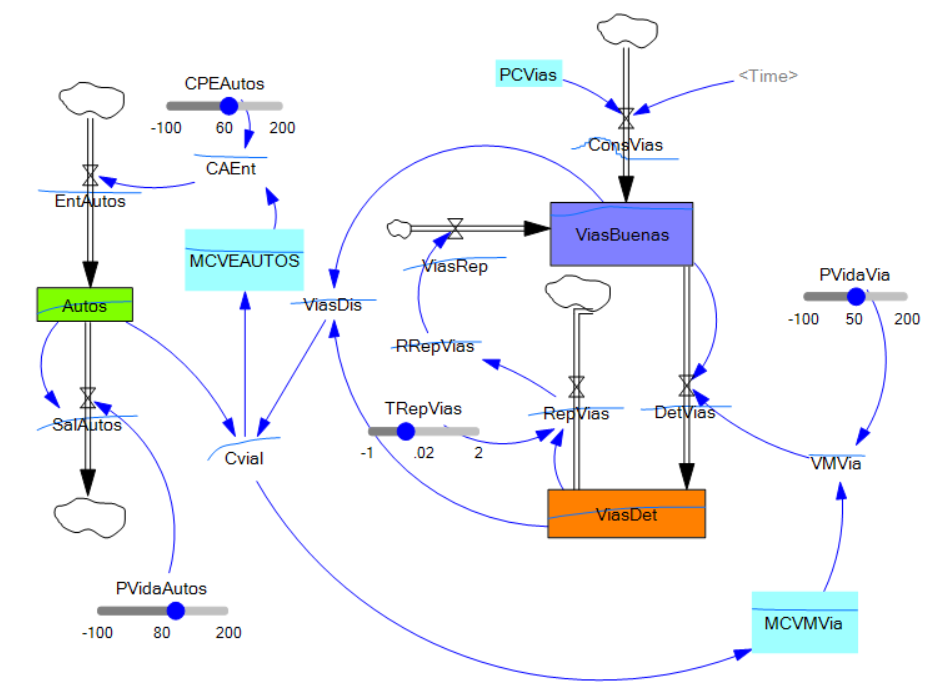 CPEAutos
-100 60 200
CAEnt
EntAutos
MCVEAUTOS
Autos
SalAutos
PVidaAutos
-100 80 200
Cvial
ViasDis
PCVias
<Time>
ConsVias
ViasBuenas
ViasRep
RRepVias
TRepVias
-1 .02 2
RepVias
DetVias
ViasDet
PVidaVia
-100 50 200
VMVia
MCVMVia